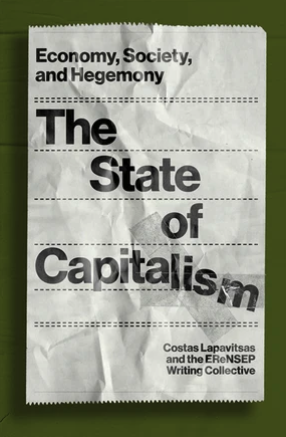 Economy, Society,
and Hegemony
The
State
of
Capitalism
Costas Lapavitsas
and the EReNSEP
Writing Collective